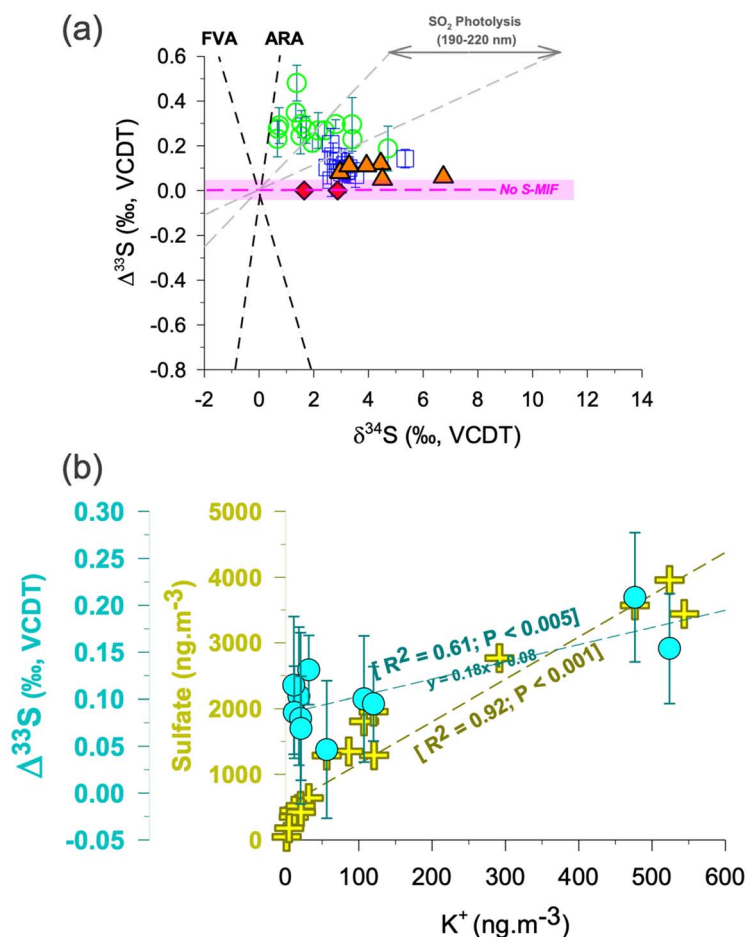 (a)
FVA ARA
SO2 Photolysis
(190-220 nm)
0.6
0.4
0.2
0.0
-0.2
-0.4
-0.6
-0.8
Δ33S (‰, VCDT)
No S-MIF
-2 0 2 4 6 8 10 12 14
δ34S (‰, VCDT)
(b)
0.30
0.25
0.20
0.15
0.10
0.05
0.00
-0.05
Δ33S (‰, VCDT)
5000
4000
3000
2000
1000
0
Sulfate (ng.m-3)
[ R2 = 0.61; P < 0.005]
y = 0.18x + 0.08
[ R2 = 0.92; P < 0.001]
0 100 200 300 400 500 600
K+ (ng.m-3)